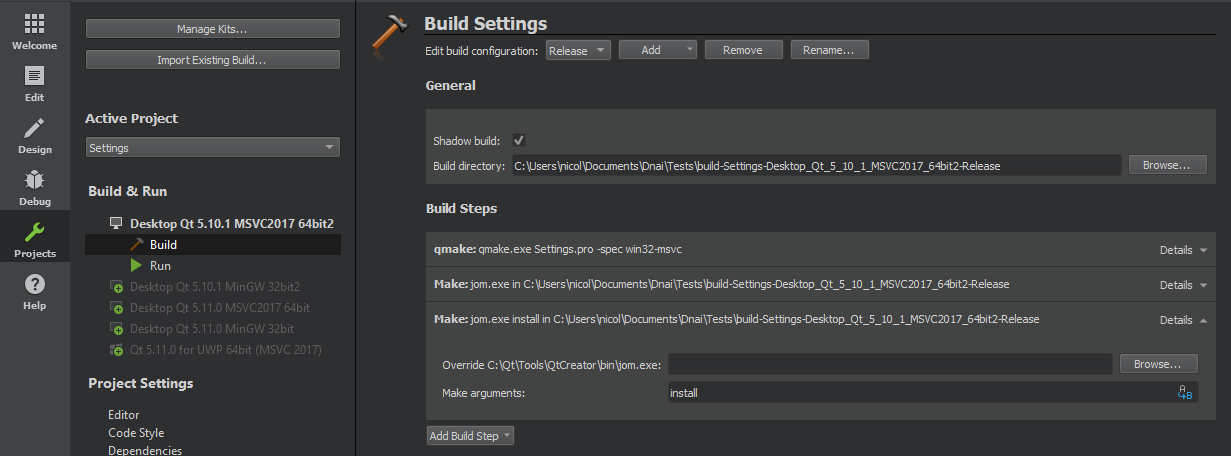 Welcome
Edit
Design
Debug
Projects
Help
Manage Kits...
Import Existing Build...
Active Project
Settings
Build & Run
Desktop Qt 5.10.1 MSVC2017 64bit2
Build
Run
Desktop Qt 5.10.1 MinGW 32bit2
Desktop Qt 5.11.0 MSVC2017 64bit
Desktop Qt 5.11.0 MinGW 32bit
Qt 5.11.0 for UWP 64bit (MSVC 2017)
Project Settings
Editor
Code Style
Dependencies
Build Settings
Edit build configuration: Release Add Remove Rename...
General
Shadow build:
Build directory: C:\Users\nicol\Documents\Dnai\Tests\build-Settings-Desktop_Qt_5_10_1_MSVC2017_64bit2-Release Browse...
Build Steps
qmake: qmake.exe Settings.pro -spec win32-msvc Details
Make: jom.exe in C:\Users\nicol\Documents\Dnai\Tests\build-Settings-Desktop_Qt_5_10_1_MSVC2017_64bit2-Release Details
Make: jom.exe install in C:\Users\nicol\Documents\Dnai\Tests\build-Settings-Desktop_Qt_5_10_1_MSVC2017_64bit2-Release Details
Override C:\Qt\Tools\QtCreator\bin\jom.exe: Browse...
Make arguments: install
Add Build Step